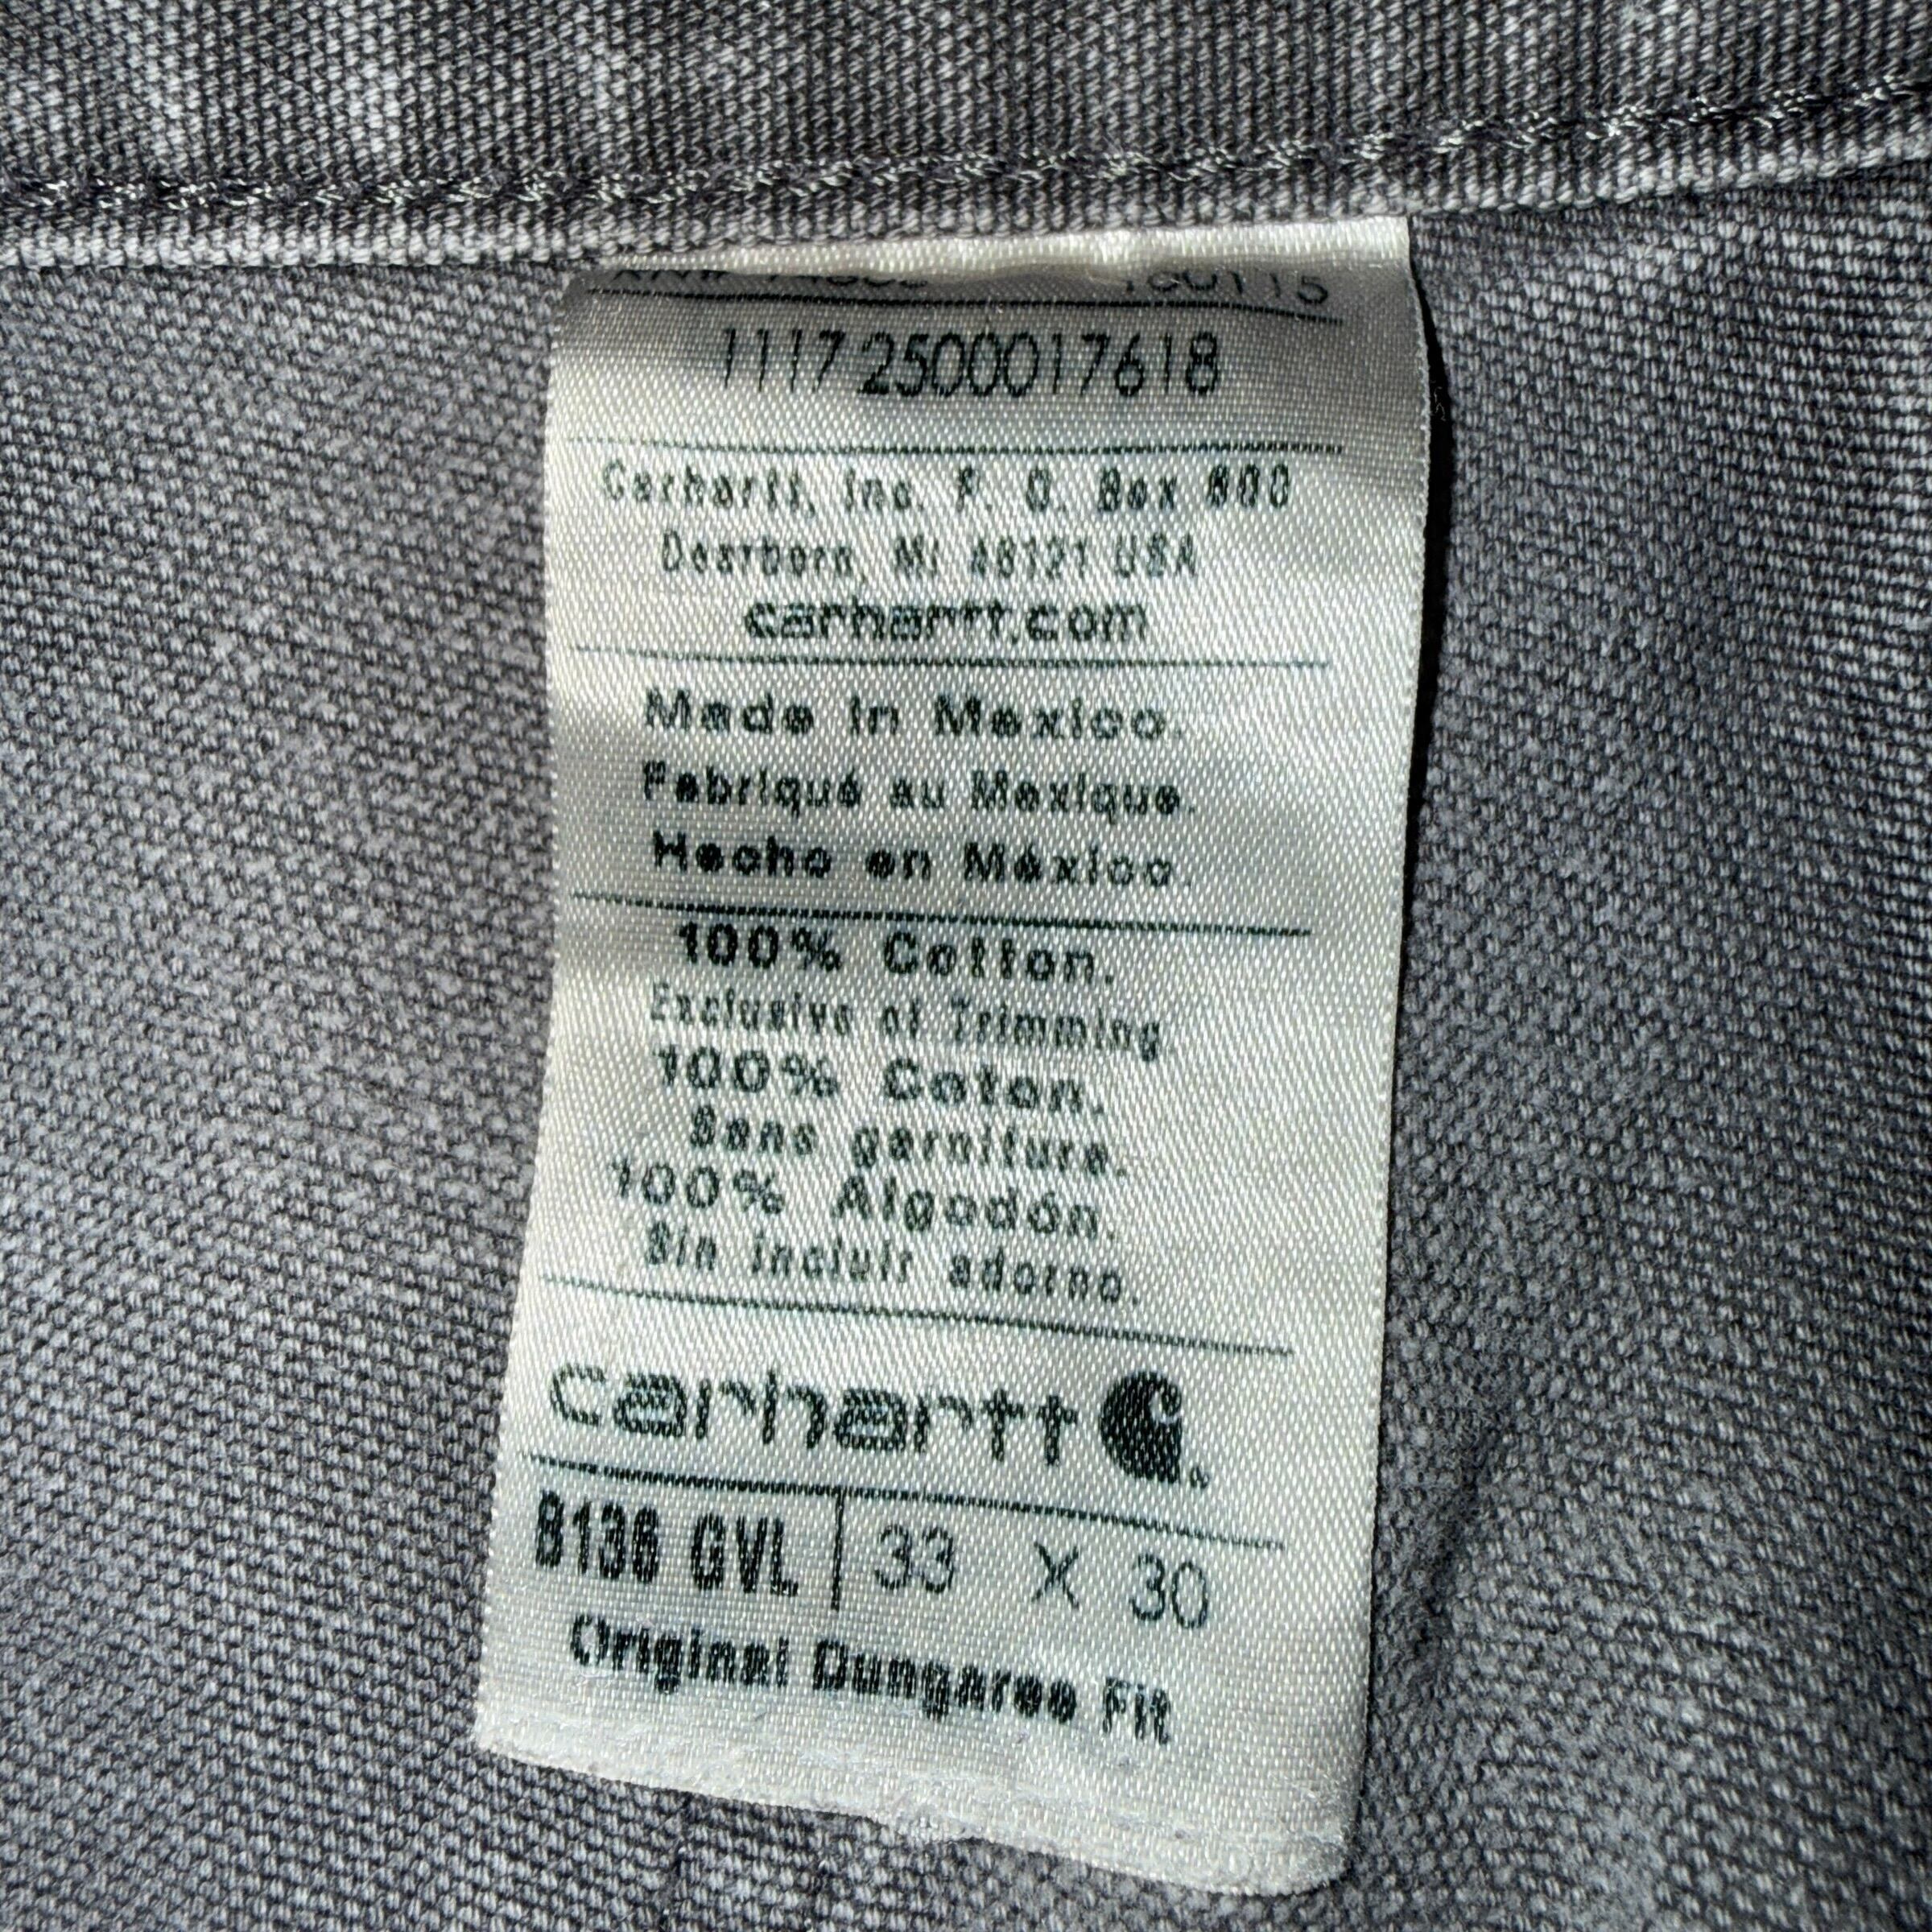 1117 2500017618
Carhartt, Inc. P. O. Box 600
Dearborn, MI 48121 USA
carhartt.com
Made in Mexico.
Fabriqué au Mexique.
Hecho en México.
100% Cotton.
Exclusive of Trimming
100% Coton.
Sans garniture.
100% Algodón.
Sin incluir adorno.
carhartt
B136 GVL 33 X 30
Original Dungaree Fit